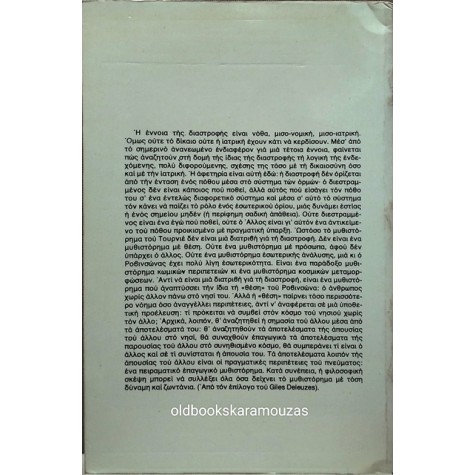 Ἡ ἔννοια τῆς διαστροφῆς εἶναι νόθα, μισο-νομική, μισο-ιατρική.
Ὅμως οὔτε τό δίκαιο οὔτε ἡ ἰατρική ἔχουν κάτι νά κερδίσουν. Μέσ' ἀπό
τό σημερινό ἀνανεωμένο ἐνδιαφέρον γιά μιά τέτοια ἔννοια, φαίνεται
πώς ἀναζητοῦν στή δομή τῆς ἴδιας τῆς διαστροφῆς τή λογική τῆς ἐνδε-
χόμενης, πολύ διφορούμενης, σχέσης της τόσο μέ τή δικαιοσύνη ὅσο
καί μέ τήν ἰατρική. Ἡ ἀφετηρία εἶναι αὐτή ἐδῶ: ἡ διαστροφή δέν ὁρίζεται
ἀπό τήν ἔνταση ἑνός πόθου μέσα στό σύστημα τῶν ὁρμῶν· ὁ διεστραμ-
μένος δέν εἶναι κάποιος πού ποθεῖ, ἀλλά αὐτός πού εἰσάγει τόν πόθο
του σ' ἕνα ἐντελῶς διαφορετικό σύστημα καί μέσα σ' αὐτό τό σύστημα
τόν κάνει νά παίζει τό ρόλο ἑνός ἐσωτερικοῦ ὁρίου, μιᾶς δυνάμει ἑστίας
ἤ ἑνός σημείου μηδέν (ἡ περίφημη σαδική ἀπάθεια). Οὔτε διεστραμμέ-
νος εἶναι ἕνα ἐγώ πού ποθεῖ, οὔτε ὁ Ἄλλος εἶναι γι' αὐτόν ἕνα ἀντικείμε-
νο τοῦ πόθου προικισμένο μέ πραγματική ὕπαρξη. Ὡστόσο τό μυθιστό-
ρημα τοῦ Τουρνιέ δέν εἶναι μιά διατριβή γιά τή διαστροφή. Δέν εἶναι ἕνα
μυθιστόρημα μέ θέση. Οὔτε ἕνα μυθιστόρημα μέ πρόσωπα, ἀφοῦ δέν
ὑπάρχει ὁ ἄλλος. Οὔτε ἕνα μυθιστόρημα ἐσωτερικῆς ἀνάλυσης, μιά κι ὁ
Ροβινσώνας ἔχει πολύ λίγη ἐσωτερικότητα. Εἶναι ἕνα παράδοξο μυθι-
στόρημα κωμικῶν περιπετειῶν κι ἕνα μυθιστόρημα κοσμικῶν μεταμορ-
φώσεων. Ἀντί νά εἶναι μιά διατριβή γιά τή διαστροφή, εἶναι ἕνα μυθιστό-
ρημα πού ἀναπτύσσει τήν ἴδια τή «θέση» τοῦ Ροβινσώνα: ὁ ἄνθρωπος
χωρίς ἄλλον πάνω στό νησί του. Ἀλλά ἡ «θέση» παίρνει τόσο περισσότε-
ρο νόημα ὅσο ἀναγγέλλει περιπέτειες, ἀντί ν' ἀναφέρεται σέ μιά ὑποθε-
τική προέλευση: τί πρόκειται νά συμβεῖ στόν κόσμο τοῦ νησιοῦ χωρίς
τόν ἄλλο; Ἀρχικά, λοιπόν, θ' ἀναζητηθεῖ ἡ σημασία τοῦ ἄλλου μέσα ἀπό
τά ἀποτελέσματά του: θ' ἀναζητηθοῦν τά ἀποτελέσματα τῆς ἀπουσίας
τοῦ ἄλλου στό νησί, θά συναχθοῦν ἐπαγωγικά τά ἀποτελέσματα τῆς
παρουσίας τοῦ ἄλλου στό συνηθισμένο κόσμο, θά συμπεράνει τί εἶναι ὁ
ἄλλος καί σέ τί συνίσταται ἡ ἀπουσία του. Τά ἀποτελέσματα λοιπόν τῆς
ἀπουσίας τοῦ ἄλλου εἶναι οἱ πραγματικές περιπέτειες τοῦ πνεύματος:
ἕνα πειραματικό ἐπαγωγικό μυθιστόρημα. Κατά συνέπεια, ἡ φιλοσοφική
σκέψη μπορεῖ νά συλλέξει ὅλα ὅσα δείχνει τό μυθιστόρημα μέ τόση
δύναμη καί ζωντάνια. (Ἀπό τόν ἐπίλογο τοῦ Giles Deleuzes).
oldbookskaramouzas